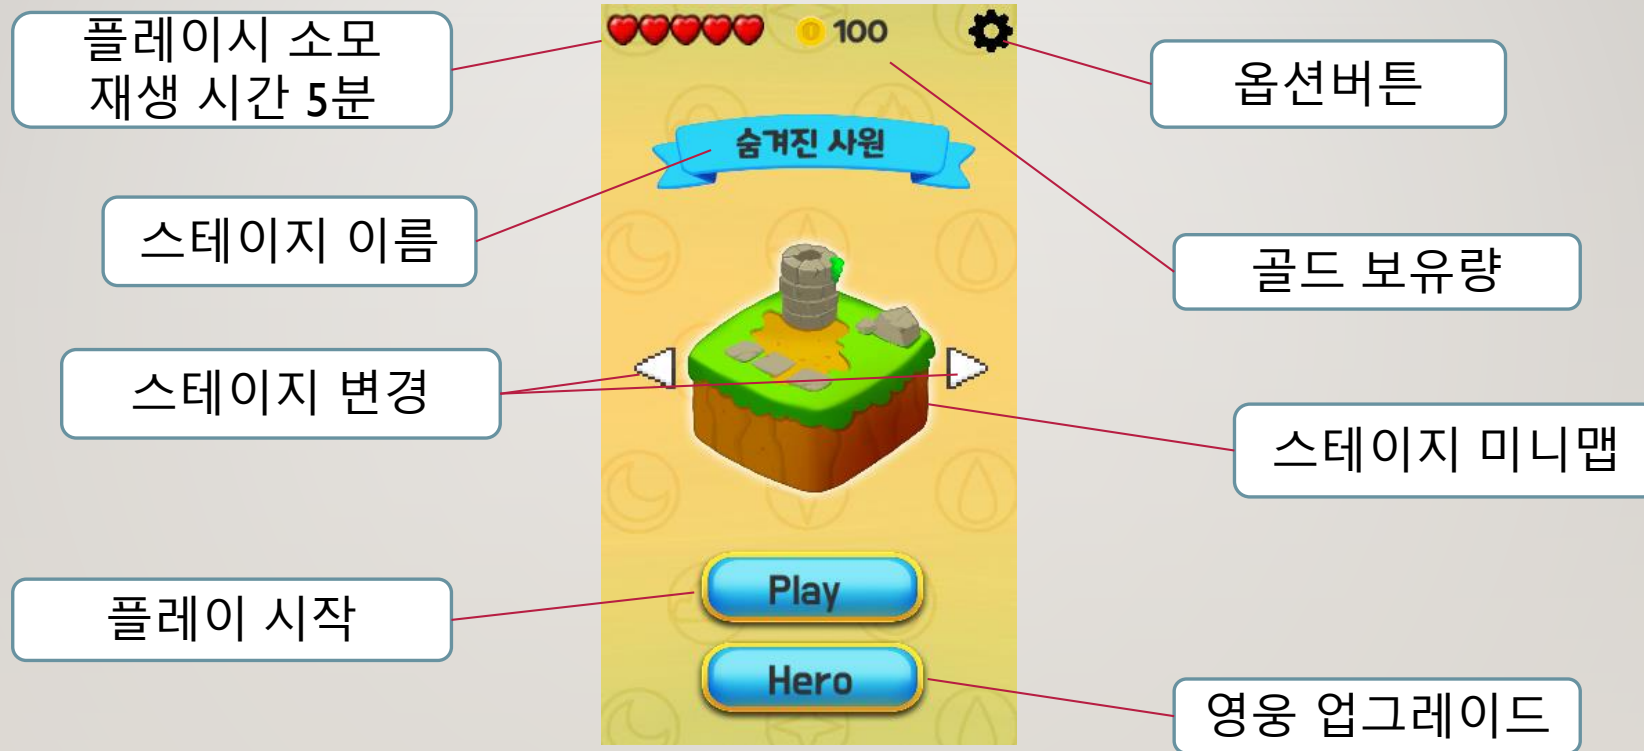 플레이시 소모
재생 시간 5분
100
옵션버튼
숨겨진 사원
스테이지 이름
골드 보유량
스테이지 변경
스테이지 미니맵
Play
플레이 시작
Hero
영웅 업그레이드